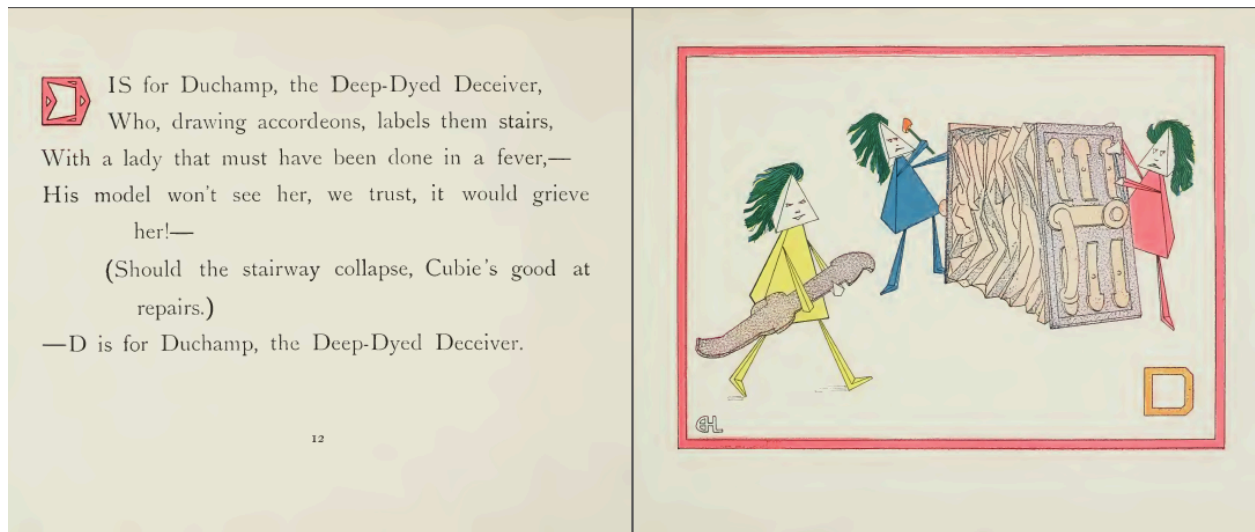 D IS for Duchamp, the Deep-Dyed Deceiver,
Who, drawing accordeons, labels them stairs,
With a lady that must have been done in a fever,—
His model won't see her, we trust, it would grieve
her!—
(Should the stairway collapse, Cubie's good at
repairs.)
—D is for Duchamp, the Deep-Dyed Deceiver.
12
D